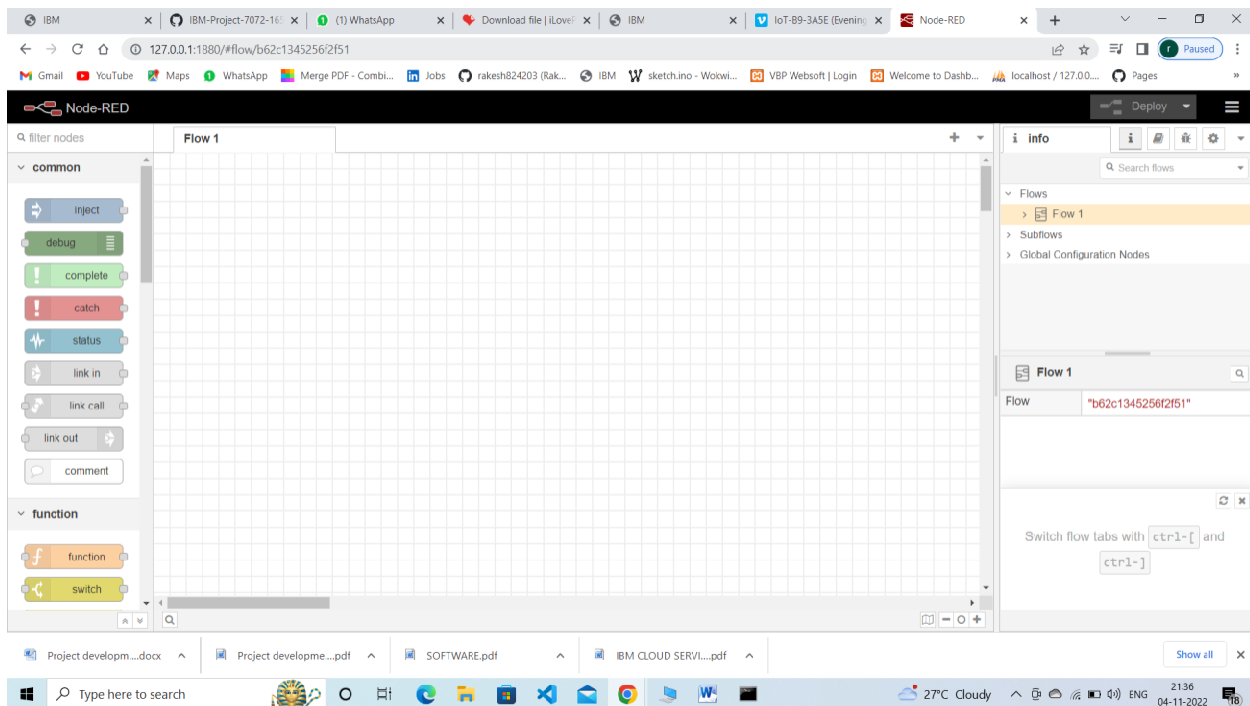 IBM
IBM-Project-7072-165
(1) WhatsApp
Download file | iLoveP
IBM
IoT-B9-3A5E (Evening
Node-RED
127.0.0.1:1880/#flow/b62c1345256f2f51
r Paused
Gmail YouTube Maps WhatsApp Merge PDF - Combi... Jobs rakesh824203 (Rak... IBM sketch.ino - Wokwi... VBP Websoft | Login Welcome to Dashb... localhost / 127.0.0.... Pages »
Node-RED
Deploy
filter nodes
Flow 1
i info
i
common
Search flows
Flows
Flow 1
Subflows
Global Configuration Nodes
inject
debug
complete
catch
status
link in
link call
link out
comment
Flow 1
Flow "b62c1345256f2f51"
function
Switch flow tabs with ctrl-[ and
ctrl-]
function
switch
Project developm....docx
Project developme...pdf
SOFTWARE.pdf
IBM CLOUD SERVI....pdf
Show all
Type here to search
27°C Cloudy
ENG
21:36
04-11-2022
18